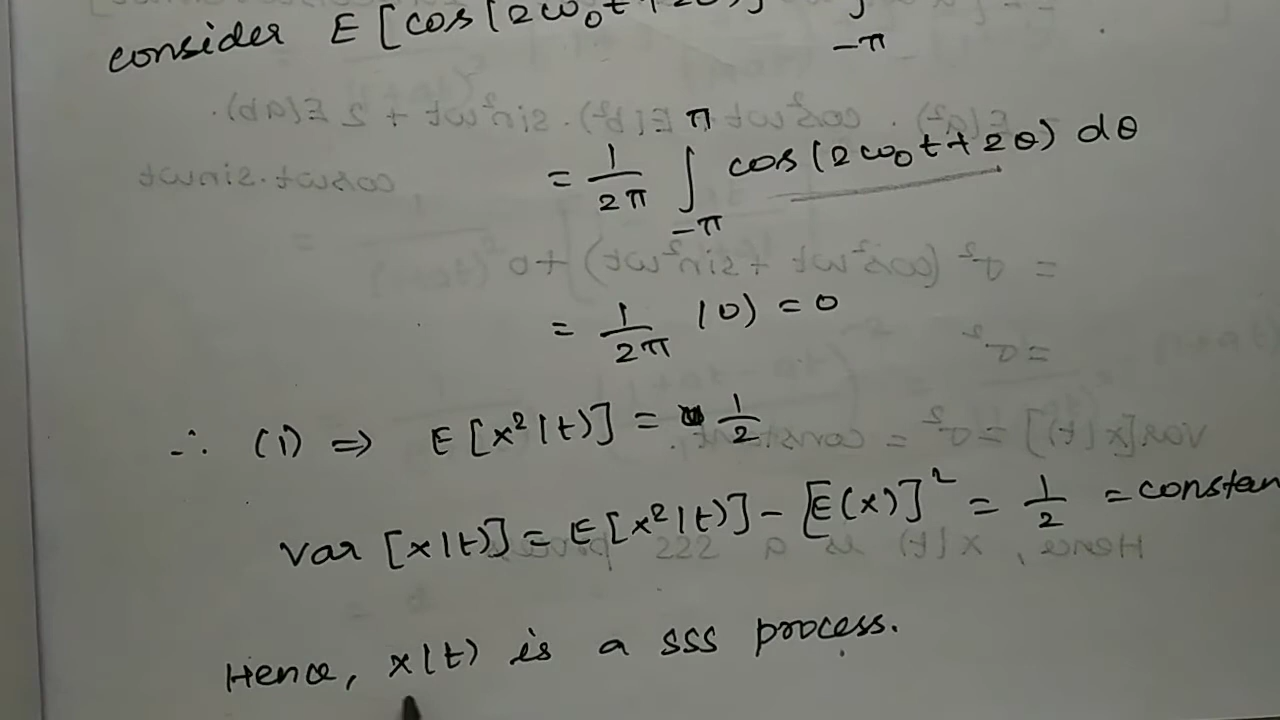 consider E[cos(2ω₀t+2θ)] ∫
-π
= 1/2π ∫_{-π}^{π} cos(2ω₀t+2θ) dθ
= 1/2π (0) = 0
∴ (1) ⇒ E[x²(t)] = 1/2
Var [x(t)] = E[x²(t)] - [E(x)]² = 1/2 = constan
Hence, x(t) is a SSS process.